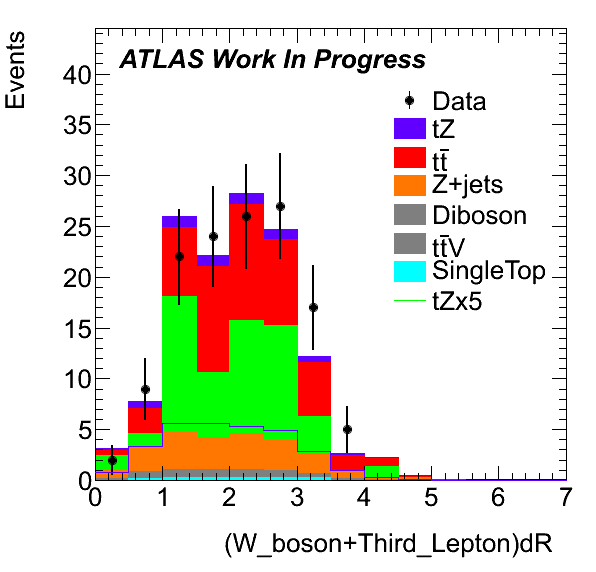 Events
ATLAS Work In Progress
40
35
30
25
20
15
10
5
0
Data
tZ
tt̄
Z+jets
Diboson
tt̄V
SingleTop
tZx5
0 1 2 3 4 5 6 7
(W_boson+Third_Lepton)dR